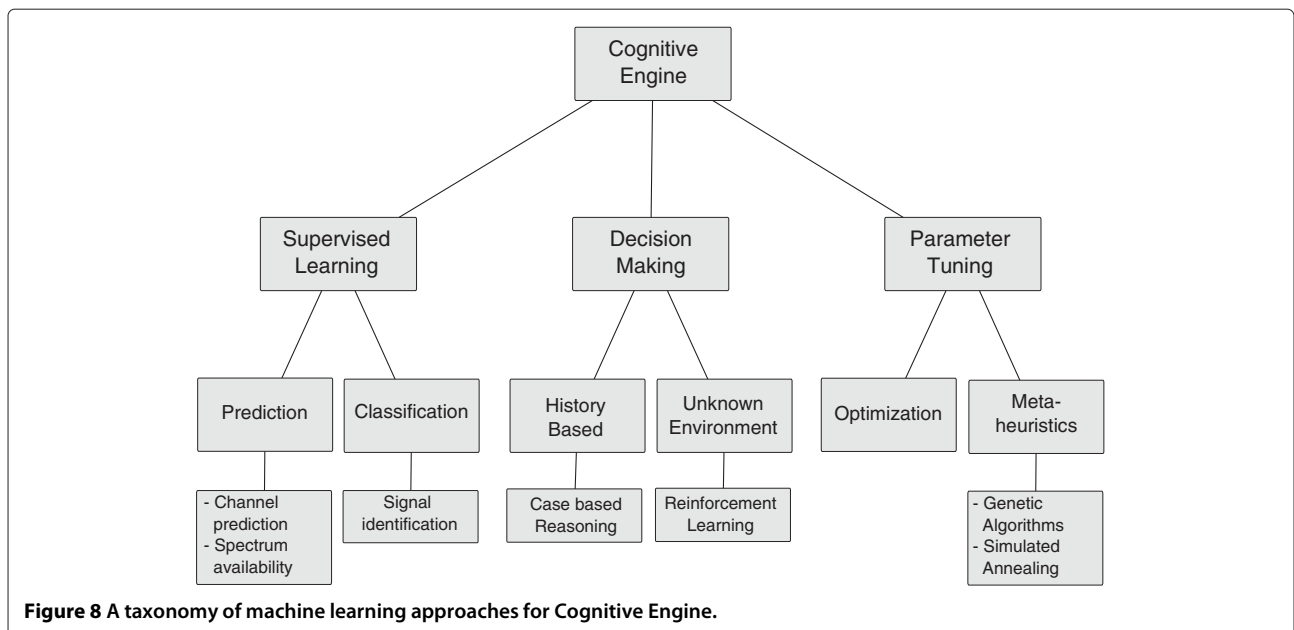 Cognitive
Engine
Supervised
Learning
Decision
Making
Parameter
Tuning
Prediction
Classification
History
Based
Unknown
Environment
Optimization
Meta-
heuristics
- Channel
prediction
- Spectrum
availability
Signal
identification
Case based
Reasoning
Reinforcement
Learning
- Genetic
Algorithms
- Simulated
Annealing
Figure 8 A taxonomy of machine learning approaches for Cognitive Engine.